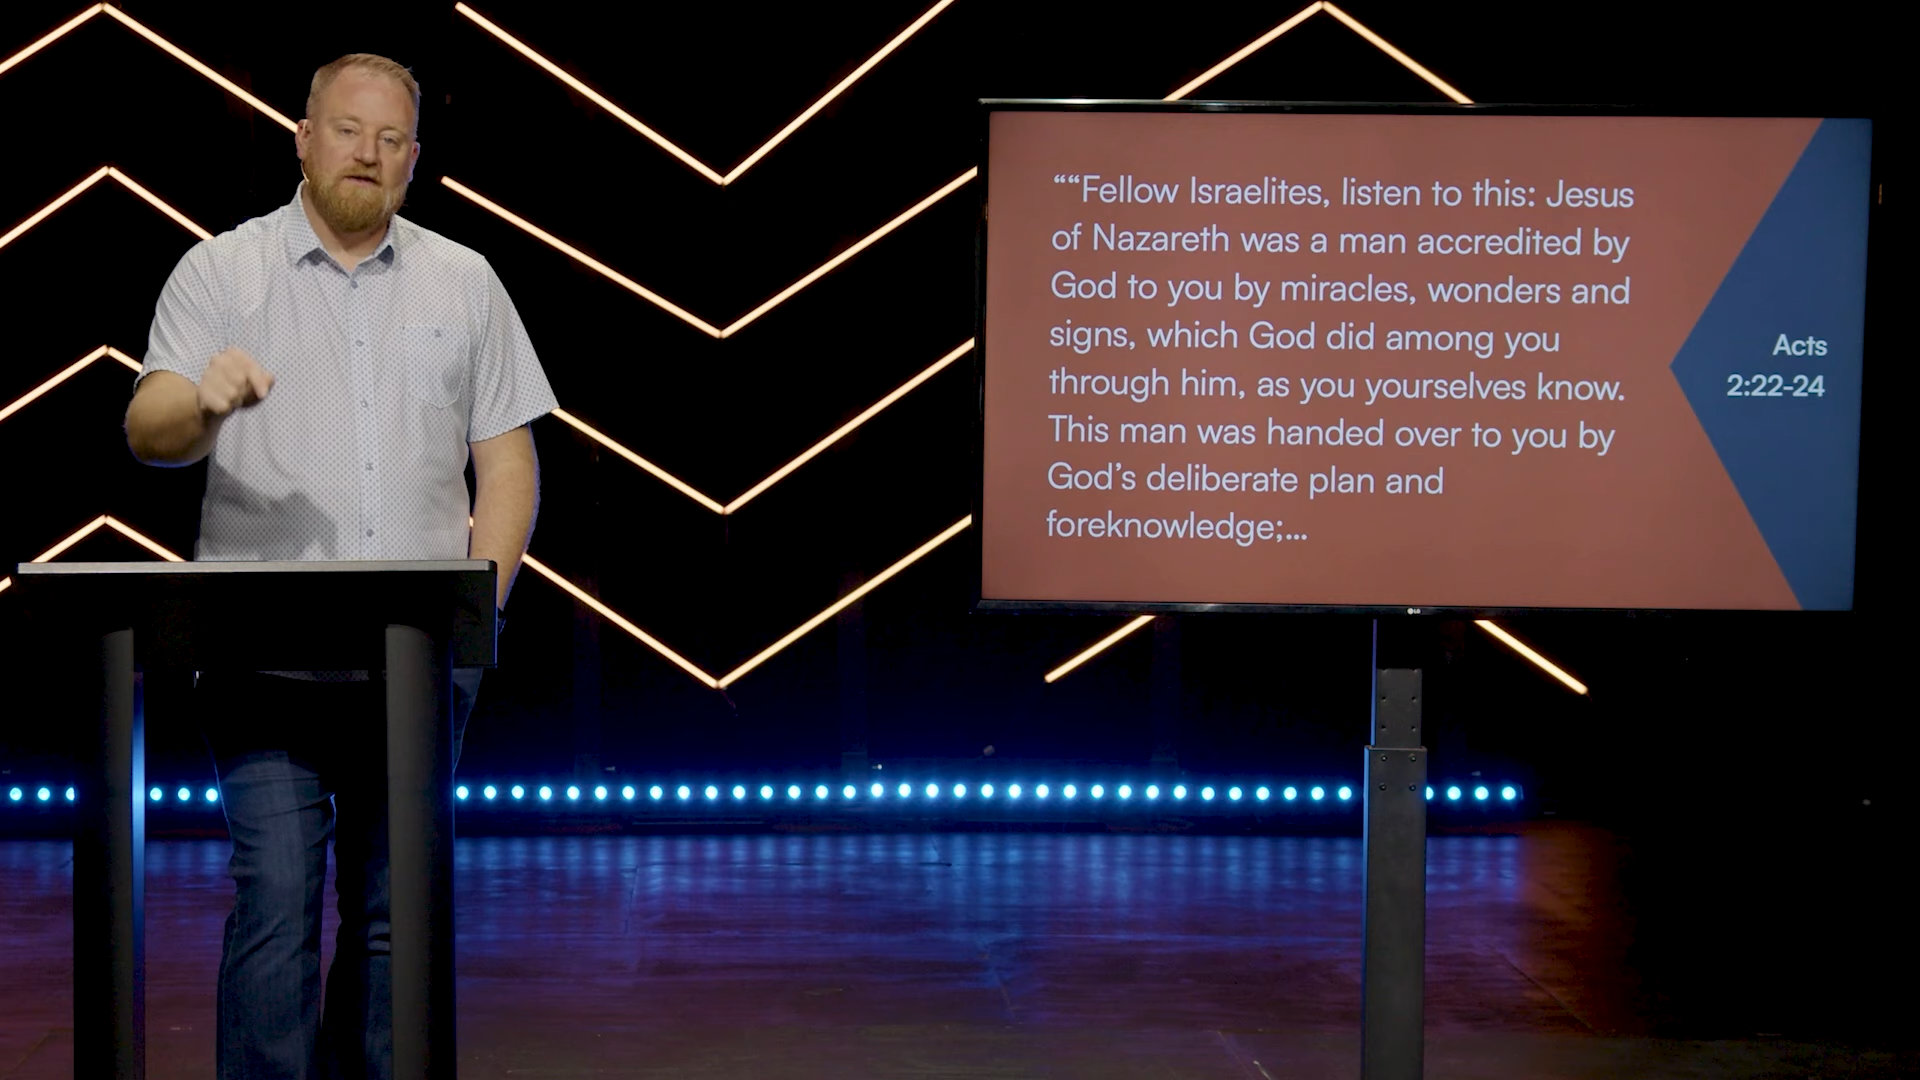 ““Fellow Israelites, listen to this: Jesus
of Nazareth was a man accredited by
God to you by miracles, wonders and
signs, which God did among you
through him, as you yourselves know.
This man was handed over to you by
God’s deliberate plan and
foreknowledge;...
Acts
2:22-24
LG